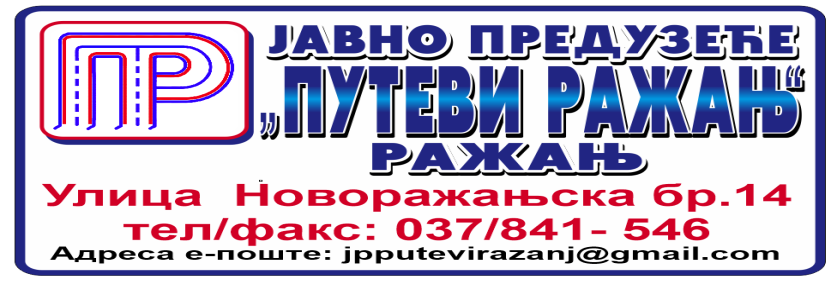 ПР
ЈАВНО ПРЕДУЗЕЋЕ
„ПУТЕВИ РАЖАЊ“
РАЖАЊ
Улица Новоражањска бр.14
тел/факс: 037/841- 546
Адреса е-поште: jpputevirazanj@gmail.com